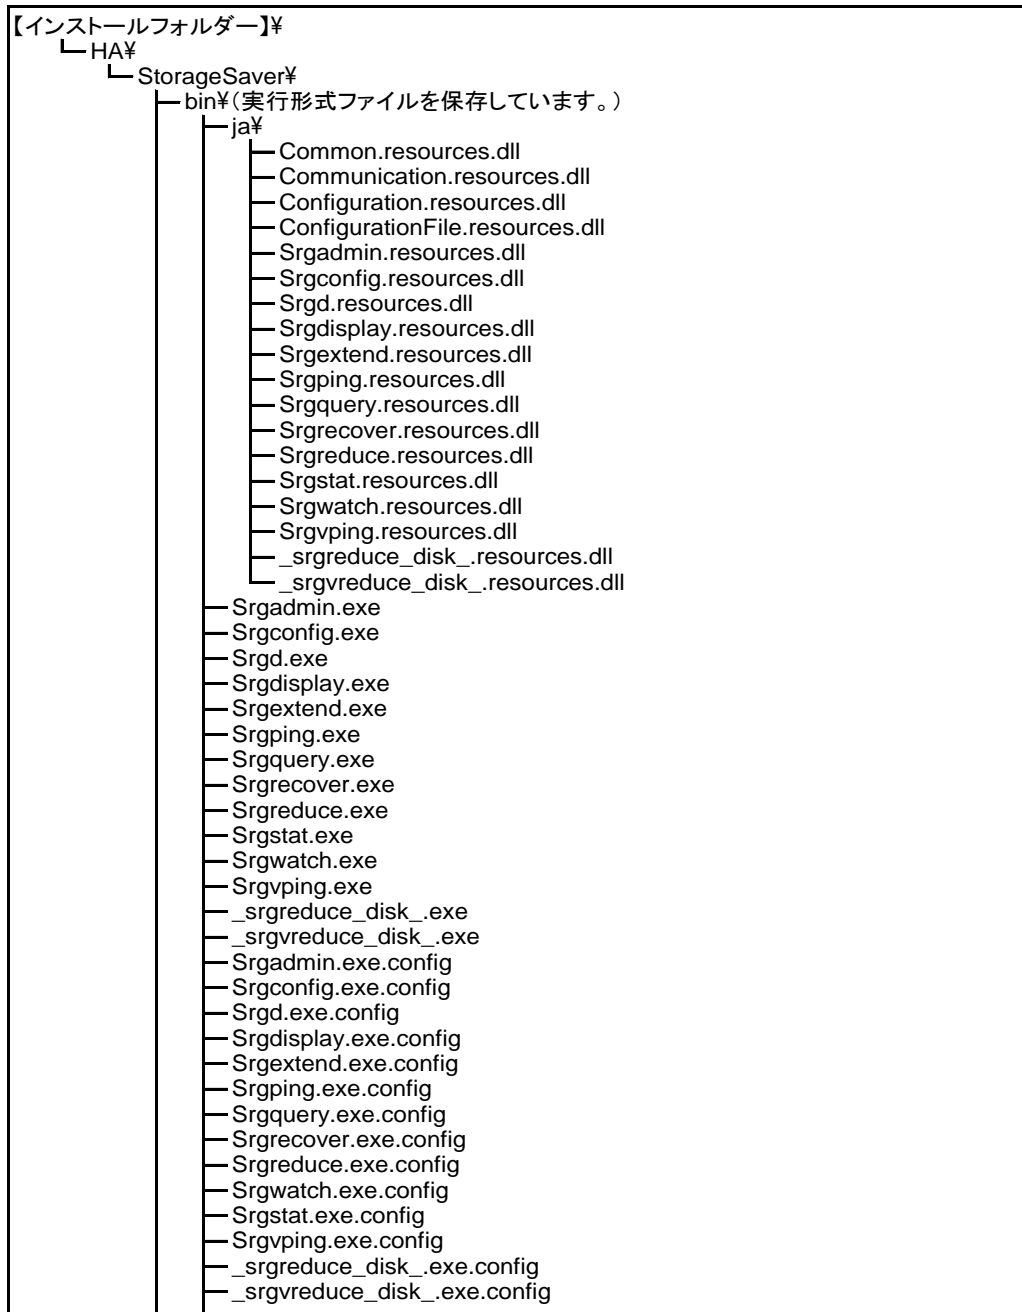 【インストールフォルダー】¥
HA¥
StorageSaver¥
bin¥(実行形式ファイルを保存しています。)
ja¥
Common.resources.dll
Communication.resources.dll
Configuration.resources.dll
ConfigurationFile.resources.dll
Srgadmin.resources.dll
Srgconfig.resources.dll
Srgd.resources.dll
Srgdisplay.resources.dll
Srgextend.resources.dll
Srgping.resources.dll
Srgquery.resources.dll
Srgrecover.resources.dll
Srgreduce.resources.dll
Srgstat.resources.dll
Srgwatch.resources.dll
Srgvping.resources.dll
_srgreduce_disk_.resources.dll
_srgvreduce_disk_.resources.dll
Srgadmin.exe
Srgconfig.exe
Srgd.exe
Srgdisplay.exe
Srgextend.exe
Srgping.exe
Srgquery.exe
Srgrecover.exe
Srgreduce.exe
Srgstat.exe
Srgwatch.exe
Srgvping.exe
_srgreduce_disk_.exe
_srgvreduce_disk_.exe
Srgadmin.exe.config
Srgconfig.exe.config
Srgd.exe.config
Srgdisplay.exe.config
Srgextend.exe.config
Srgping.exe.config
Srgquery.exe.config
Srgrecover.exe.config
Srgreduce.exe.config
Srgwatch.exe.config
Srgstat.exe.config
Srgvping.exe.config
_srgreduce_disk_.exe.config
_srgvreduce_disk_.exe.config